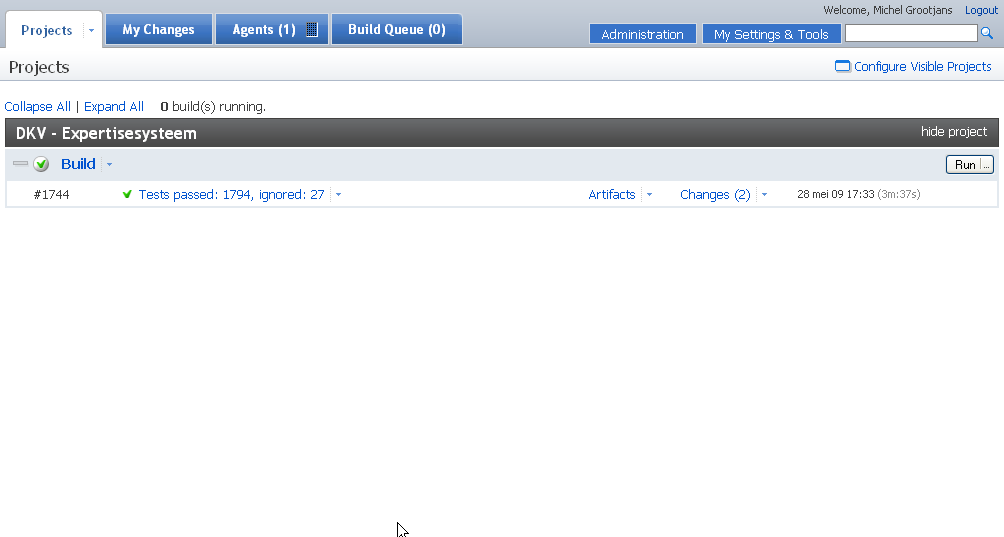 Welcome, Michel Grootjans Logout
Projects My Changes Agents (1) Build Queue (0) Administration My Settings & Tools
Projects Configure Visible Projects
Collapse All | Expand All 0 build(s) running.
DKV - Expertisesysteem hide project
Build Run ...
#1744 Tests passed: 1794, ignored: 27 Artifacts Changes (2) 28 mei 09 17:33 (3m:37s)